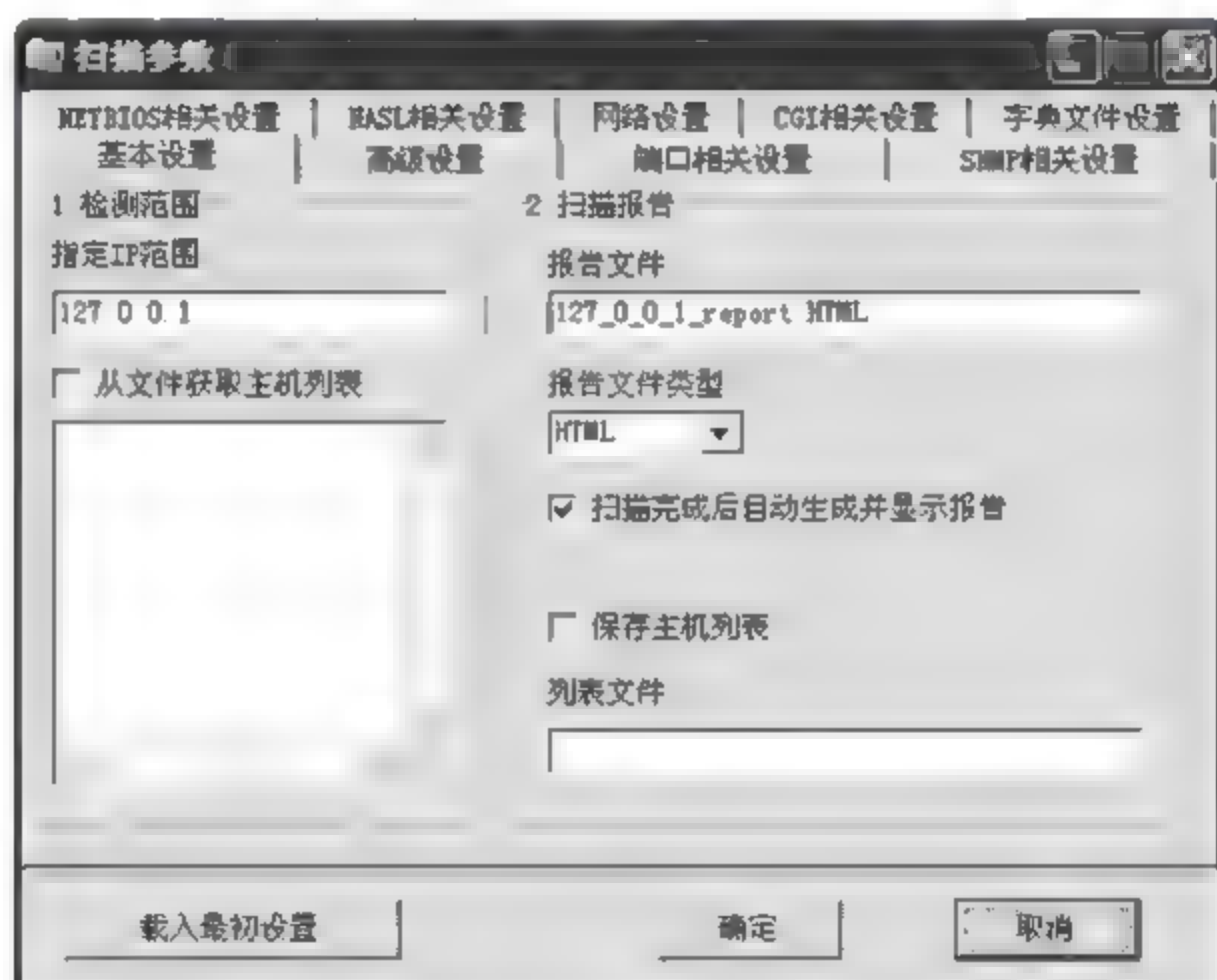 扫描参数
NETBIOS相关设置 NASL相关设置 网络设置 CGI相关设置 字典文件设置
基本设置 高级设置 端口相关设置 SNMP相关设置
1 检测范围
指定IP范围
127 0 0.1
从文件获取主机列表
2 扫描报告
报告文件
127_0_0_1_report HTML
报告文件类型
HTML
扫描完成后自动生成并显示报告
保存主机列表
列表文件
载入最初设置 确定 取消